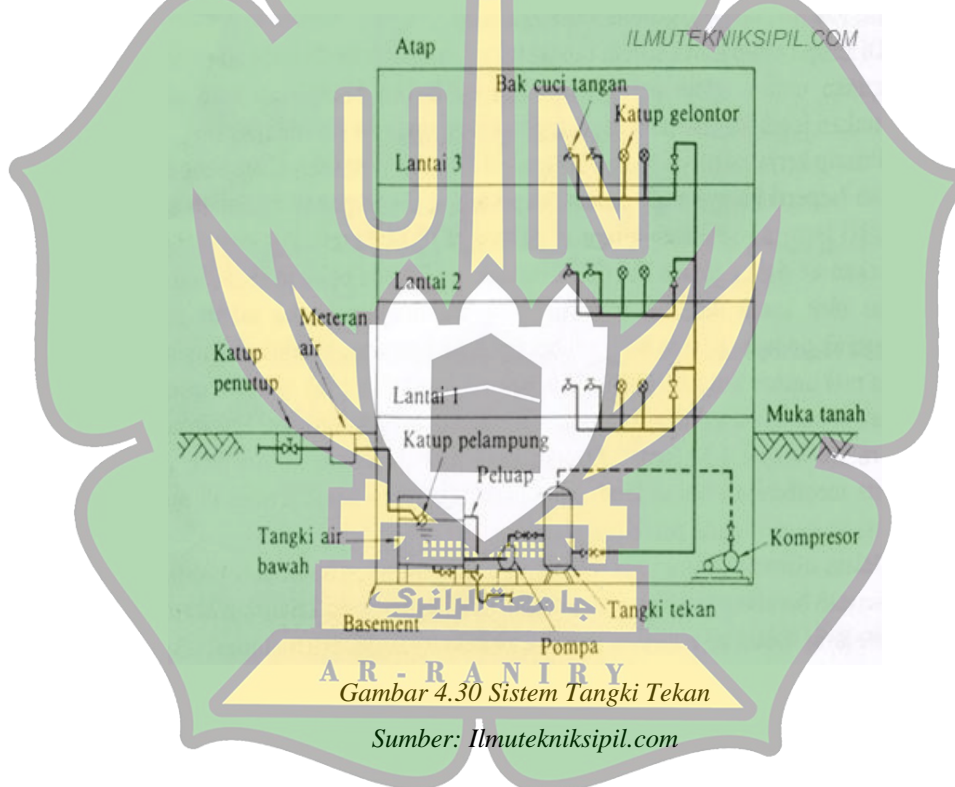 ILMUTEKNIKSIPIL.COM
Atap
Bak cuci tangan
Katup gelontor
Lantai 3
Lantai 2
Meteran
air
Katup
penutup
Lantai 1
Muka tanah
Katup pelampung
Peluap
Tangki air
bawah
Kompresor
Basement
Tangki tekan
Pompa
UIN
جامعة الرانري
AR-RANIRY
Gambar 4.30 Sistem Tangki Tekan
Sumber: Ilmutekniksipil.com